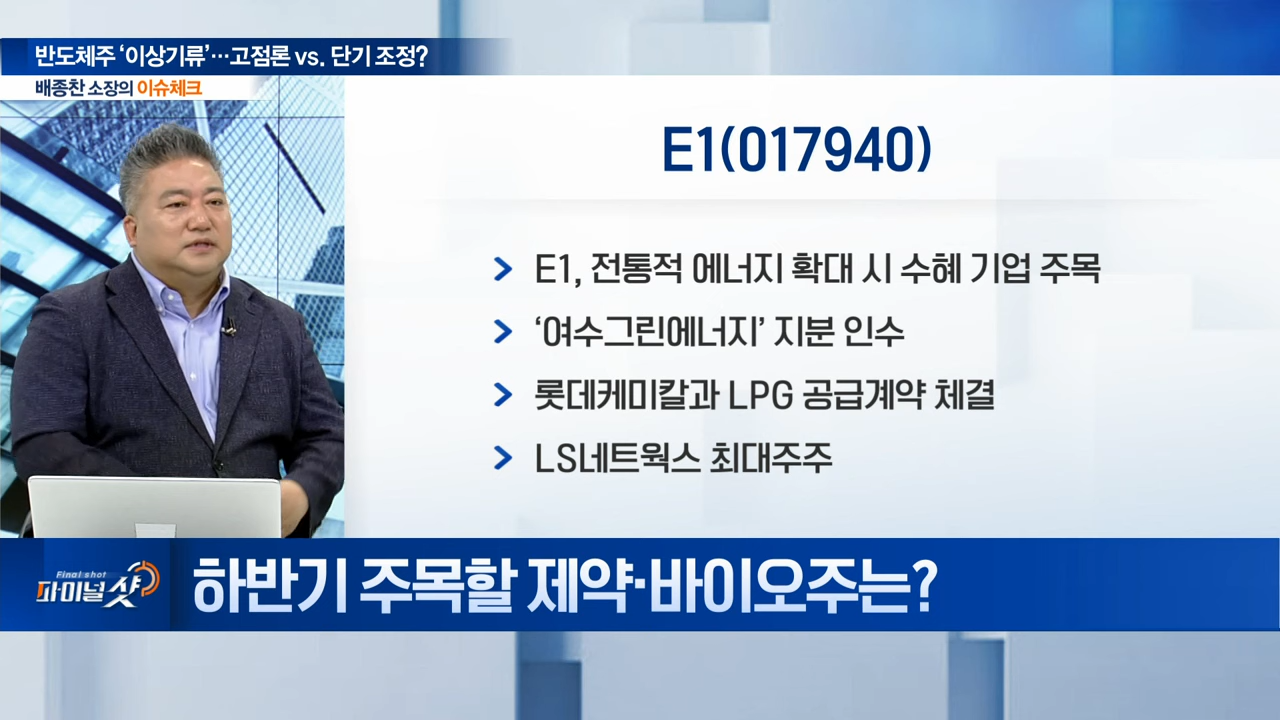 반도체주 ‘이상기류’…고점론 vs. 단기 조정?
배종찬 소장의 이슈체크
E1(017940)
E1, 전통적 에너지 확대 시 수혜 기업 주목
‘여수그린에너지’ 지분 인수
롯데케미칼과 LPG 공급계약 체결
LS네트웍스 최대주주
Final shot
파이널샷
하반기 주목할 제약·바이오주는?